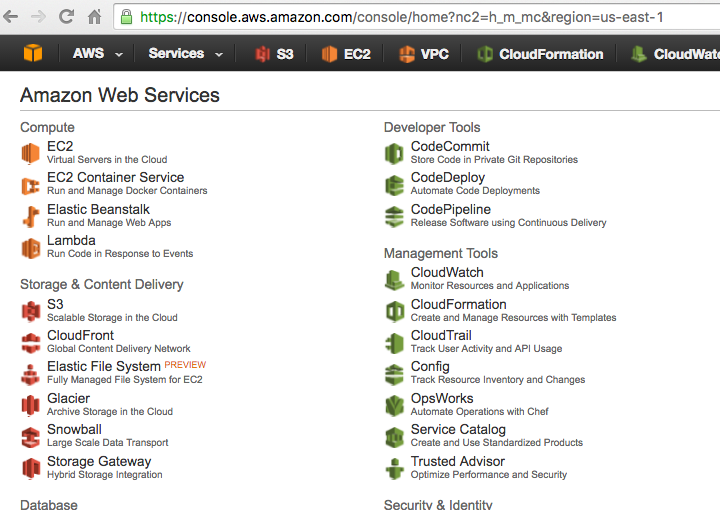 https://console.aws.amazon.com/console/home?nc2=h_m_mc&region=us-east-1
AWS Services S3 EC2 VPC CloudFormation CloudWatc
Amazon Web Services
Compute
EC2
Virtual Servers in the Cloud
EC2 Container Service
Run and Manage Docker Containers
Elastic Beanstalk
Run and Manage Web Apps
Lambda
Run Code in Response to Events
Storage & Content Delivery
S3
Scalable Storage in the Cloud
CloudFront
Global Content Delivery Network
Elastic File System PREVIEW
Fully Managed File System for EC2
Glacier
Archive Storage in the Cloud
Snowball
Large Scale Data Transport
Storage Gateway
Hybrid Storage Integration
Database
Developer Tools
CodeCommit
Store Code in Private Git Repositories
CodeDeploy
Automate Code Deployments
CodePipeline
Release Software using Continuous Delivery
Management Tools
CloudWatch
Monitor Resources and Applications
CloudFormation
Create and Manage Resources with Templates
CloudTrail
Track User Activity and API Usage
Config
Track Resource Inventory and Changes
OpsWorks
Automate Operations with Chef
Service Catalog
Create and Use Standardized Products
Trusted Advisor
Optimize Performance and Security
Security & Identity